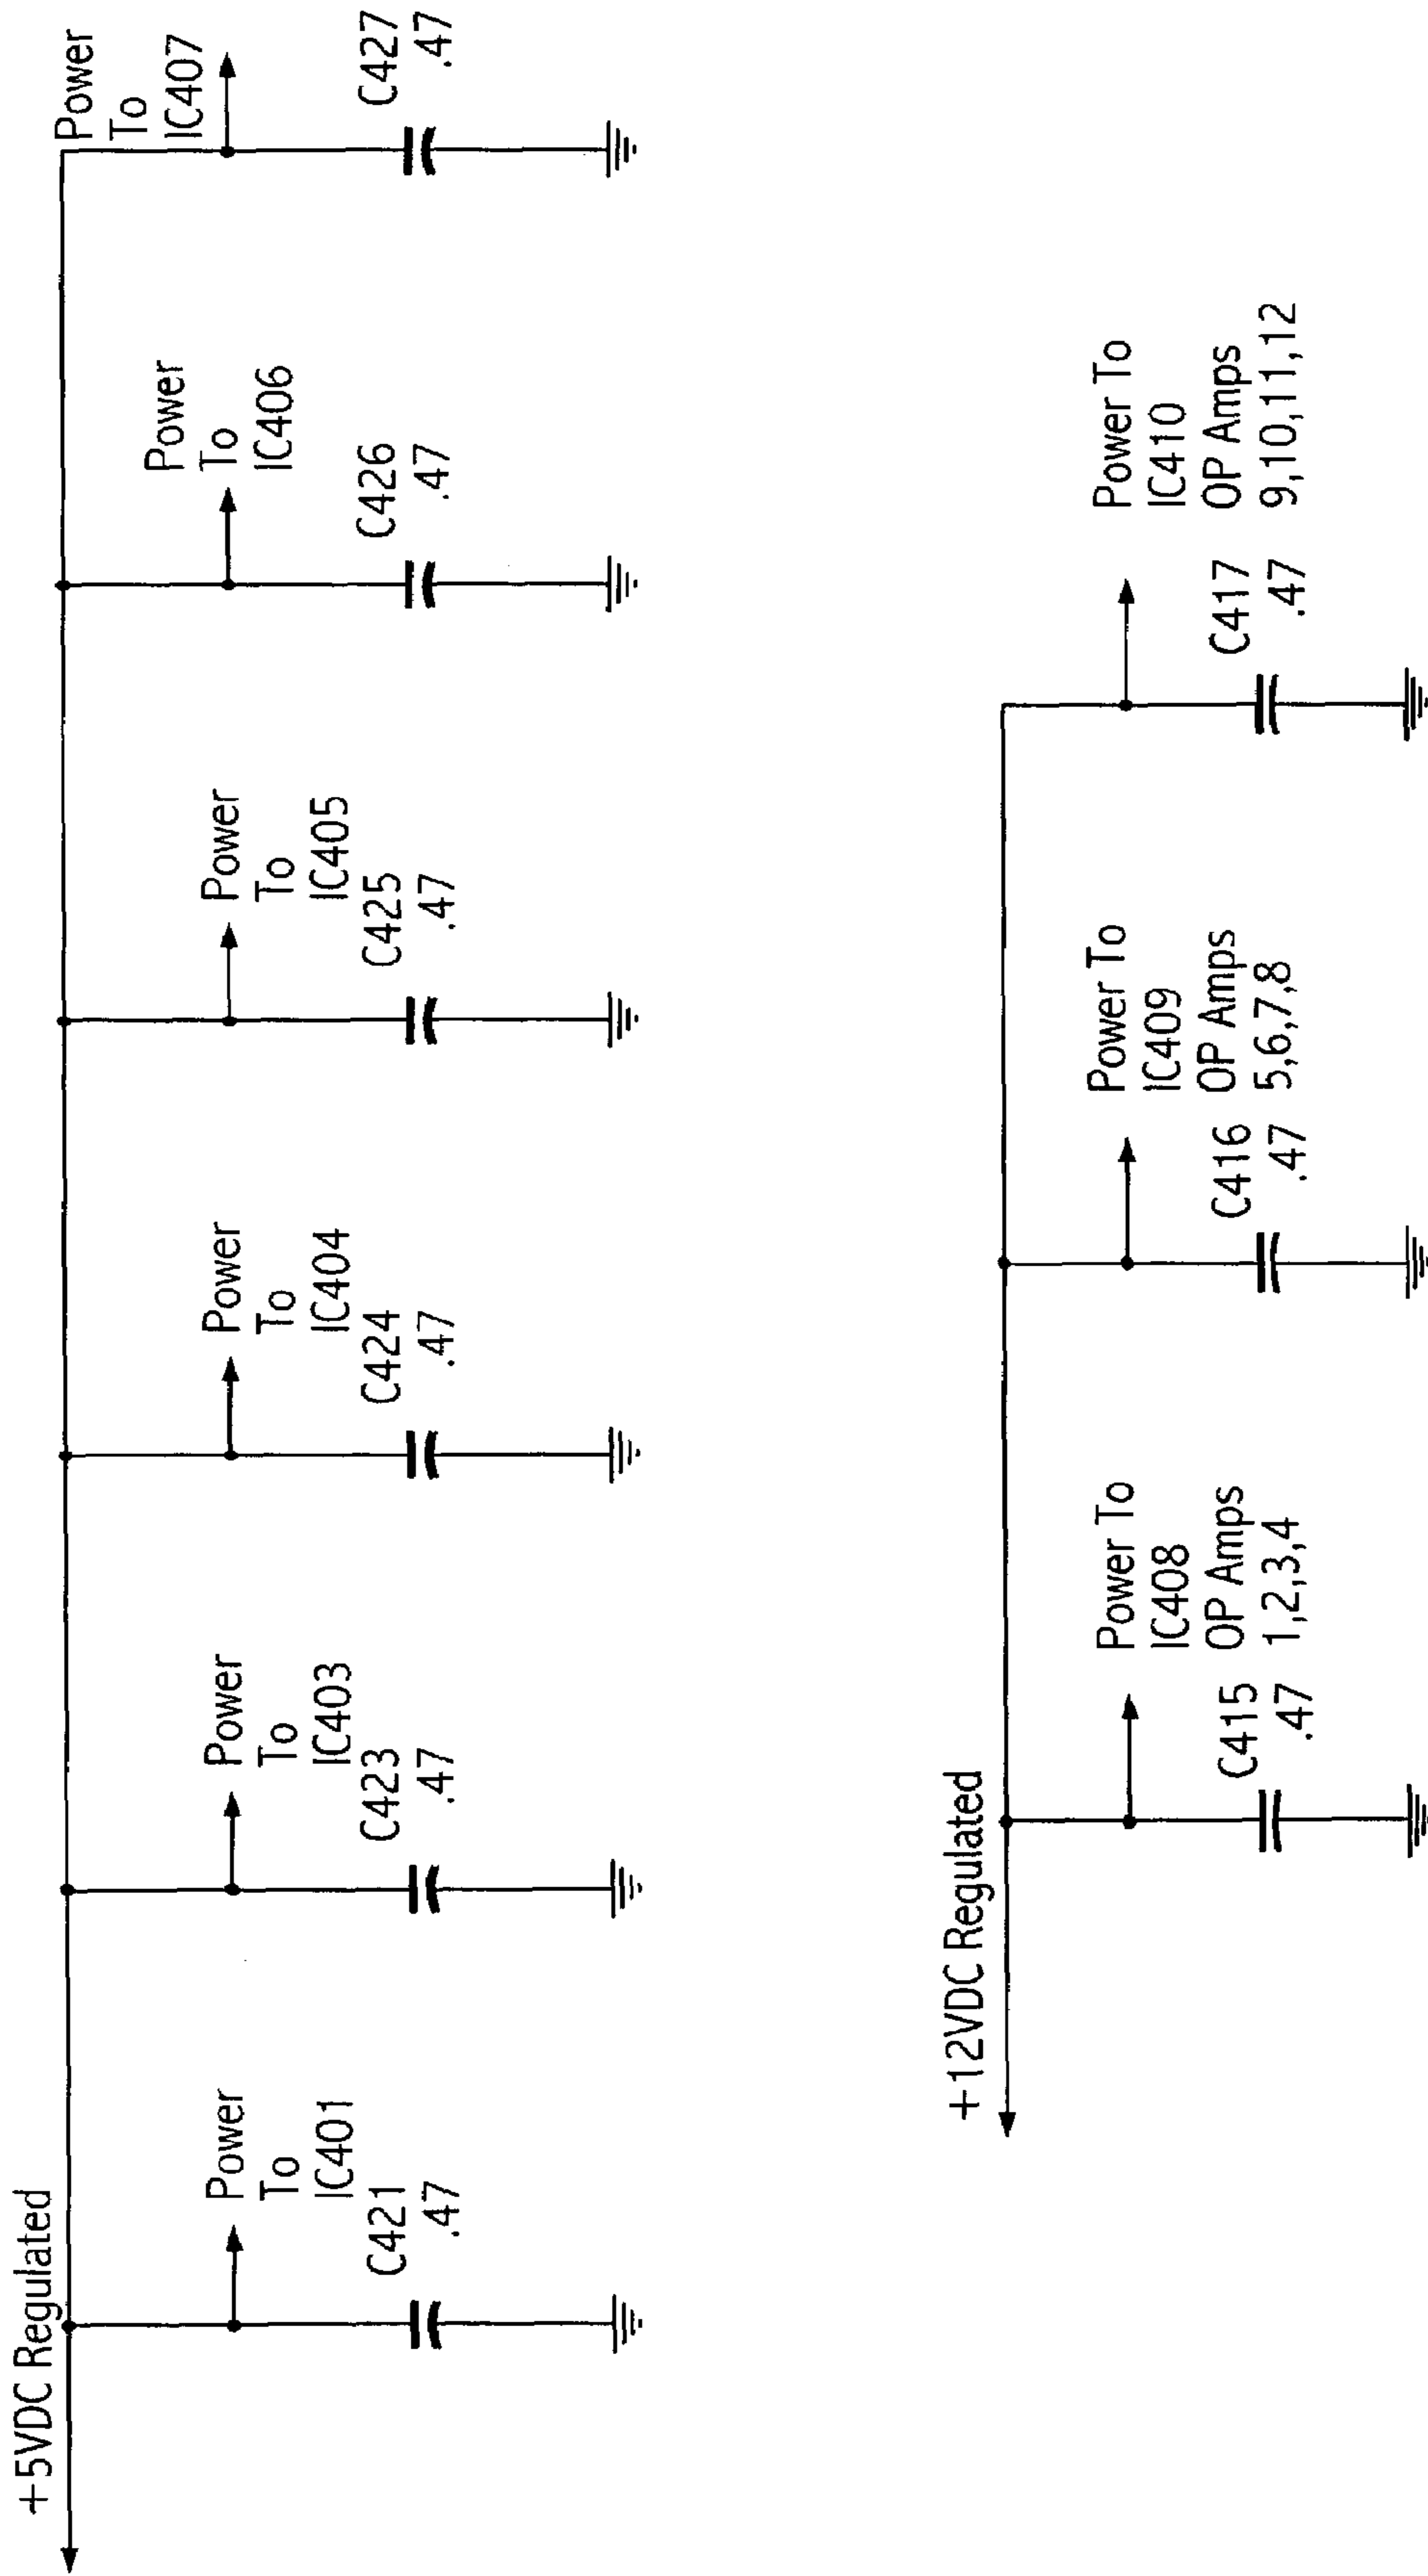 +5VDC Regulated
Power
To
IC401
C421
.47
Power
To
IC403
C423
.47
Power
To
IC404
C424
.47
Power
To
IC405
C425
.47
Power
To
IC406
C426
.47
Power
To
IC407
C427
.47
+12VDC Regulated
Power To
IC408
OP Amps
1,2,3,4
C415
.47
Power To
IC409
OP Amps
5,6,7,8
C416
.47
Power To
IC410
OP Amps
9,10,11,12
C417
.47